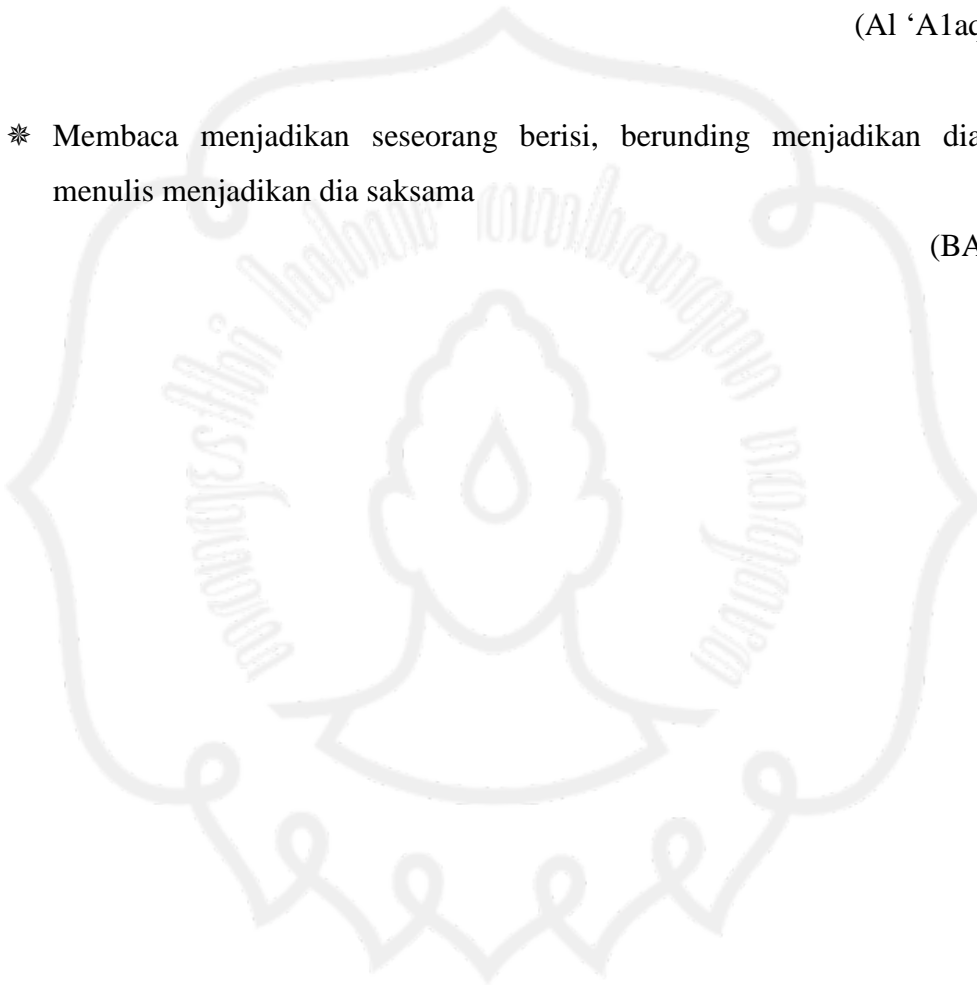 (Al ‘A1aq
❋ Membaca menjadikan seseorang berisi, berunding menjadikan dia
menulis menjadikan dia saksama
(BA